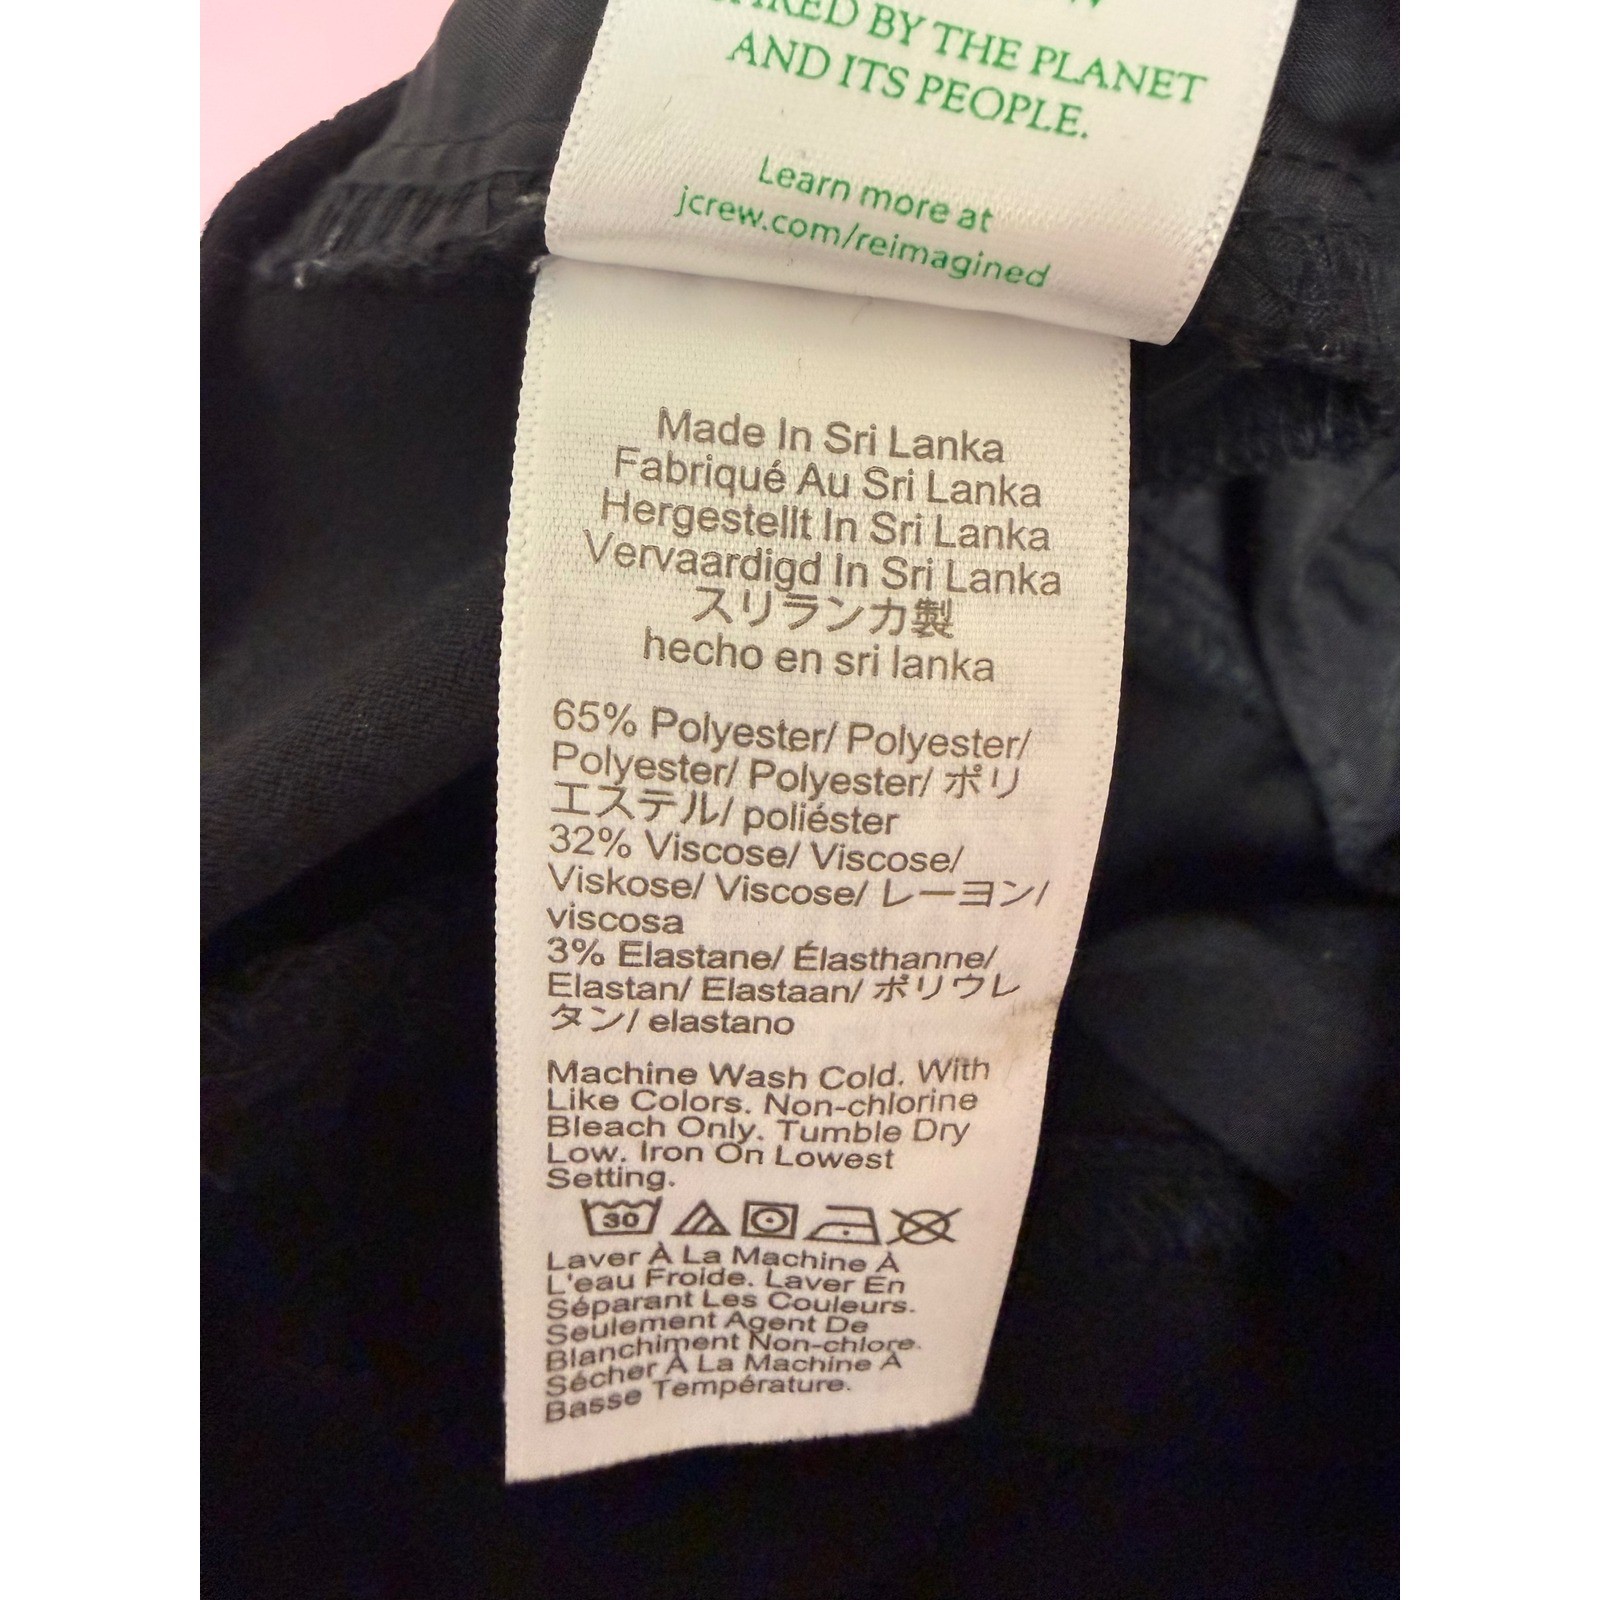 BY THE PLANET
AND ITS PEOPLE.
Learn more at
jcrew.com/reimagined
Made In Sri Lanka
Fabriqué Au Sri Lanka
Hergestellt In Sri Lanka
Vervaardigd In Sri Lanka
スリランカ製
hecho en sri lanka
65% Polyester/ Polyester/
Polyester/ Polyester/ ポリ
エステル/ poliéster
32% Viscose/ Viscose/
Viskose/ Viscose/ レーヨン/
viscosa
3% Elastane/ Élasthanne/
Elastan/ Elastaan/ ポリウレ
タン/ elastano
Machine Wash Cold. With
Like Colors. Non-chlorine
Bleach Only. Tumble Dry
Low. Iron On Lowest
Setting.
30
Laver À La Machine À
L'eau Froide. Laver En
Séparant Les Couleurs.
Seulement Agent De
Blanchiment Non-chlore.
Sécher À La Machine À
Basse Température.